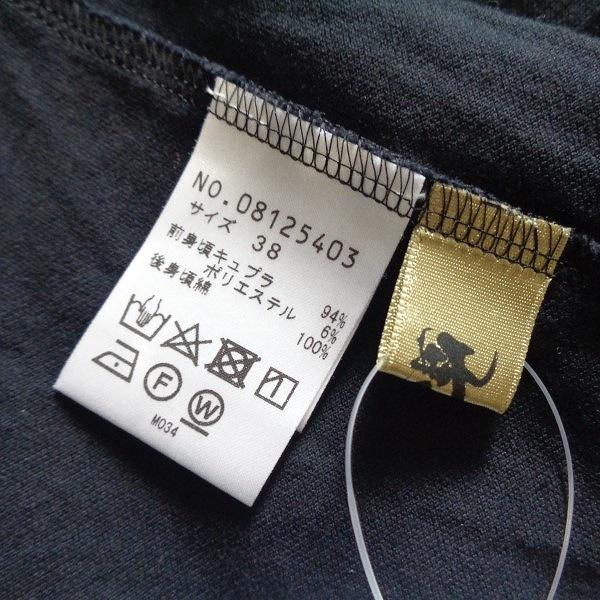 NO.08125403
サイズ 38
前身頃キュプラ 94%
ポリエステル 6%
後身頃綿 100%
F W
M034